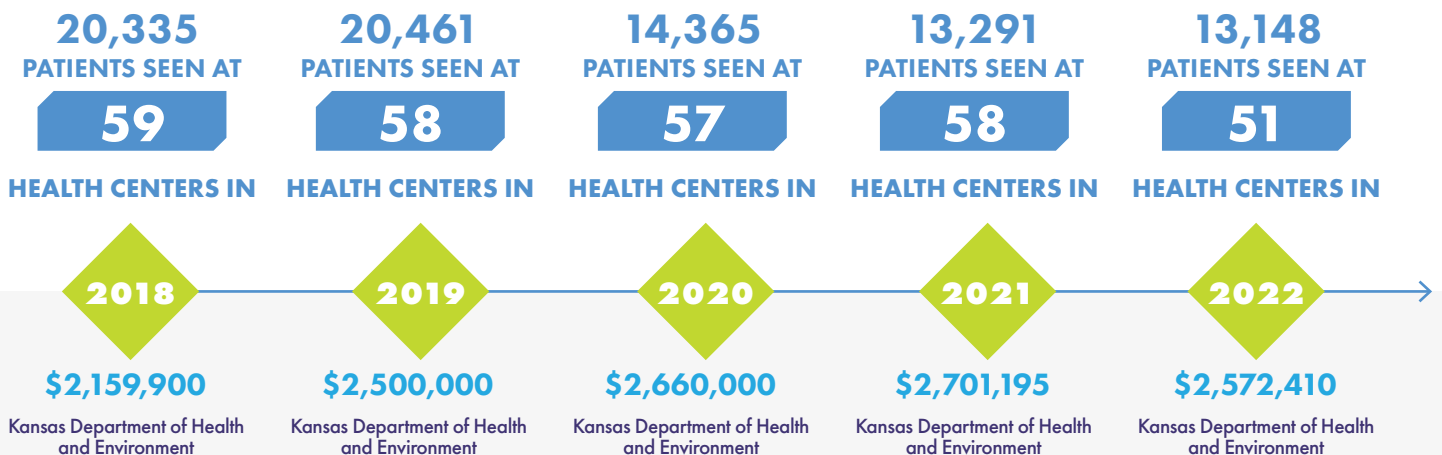 20,335
PATIENTS SEEN AT
59
HEALTH CENTERS IN
2018
$2,159,900
Kansas Department of Health
and Environment
20,461
PATIENTS SEEN AT
58
HEALTH CENTERS IN
2019
$2,500,000
Kansas Department of Health
and Environment
14,365
PATIENTS SEEN AT
57
HEALTH CENTERS IN
2020
$2,660,000
Kansas Department of Health
and Environment
13,291
PATIENTS SEEN AT
58
HEALTH CENTERS IN
2021
$2,701,195
Kansas Department of Health
and Environment
13,148
PATIENTS SEEN AT
51
HEALTH CENTERS IN
2022
$2,572,410
Kansas Department of Health
and Environment